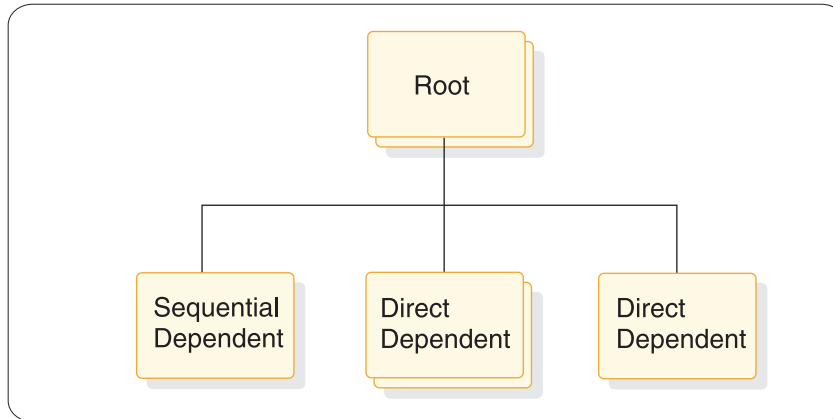 Root
Sequential
Dependent
Direct
Dependent
Direct
Dependent